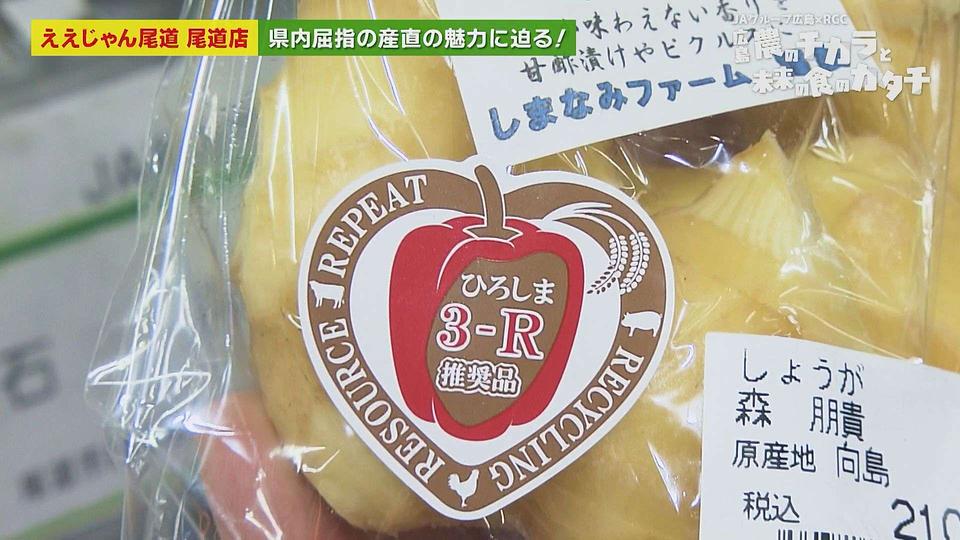 ええじゃん尾道 尾道店 県内屈指の産直の魅力に迫る!
JAグループ広島×RCC
広島農のチカラと
未来の食のカタチ
味わえない香り
甘酢漬けやピクル
しまなみファーム
REPEAT
RESOURCE
RECYCLING
ひろしま
3-R
推奨品
しょうが
森 朋貴
原産地 向島
税込 210
JA
石